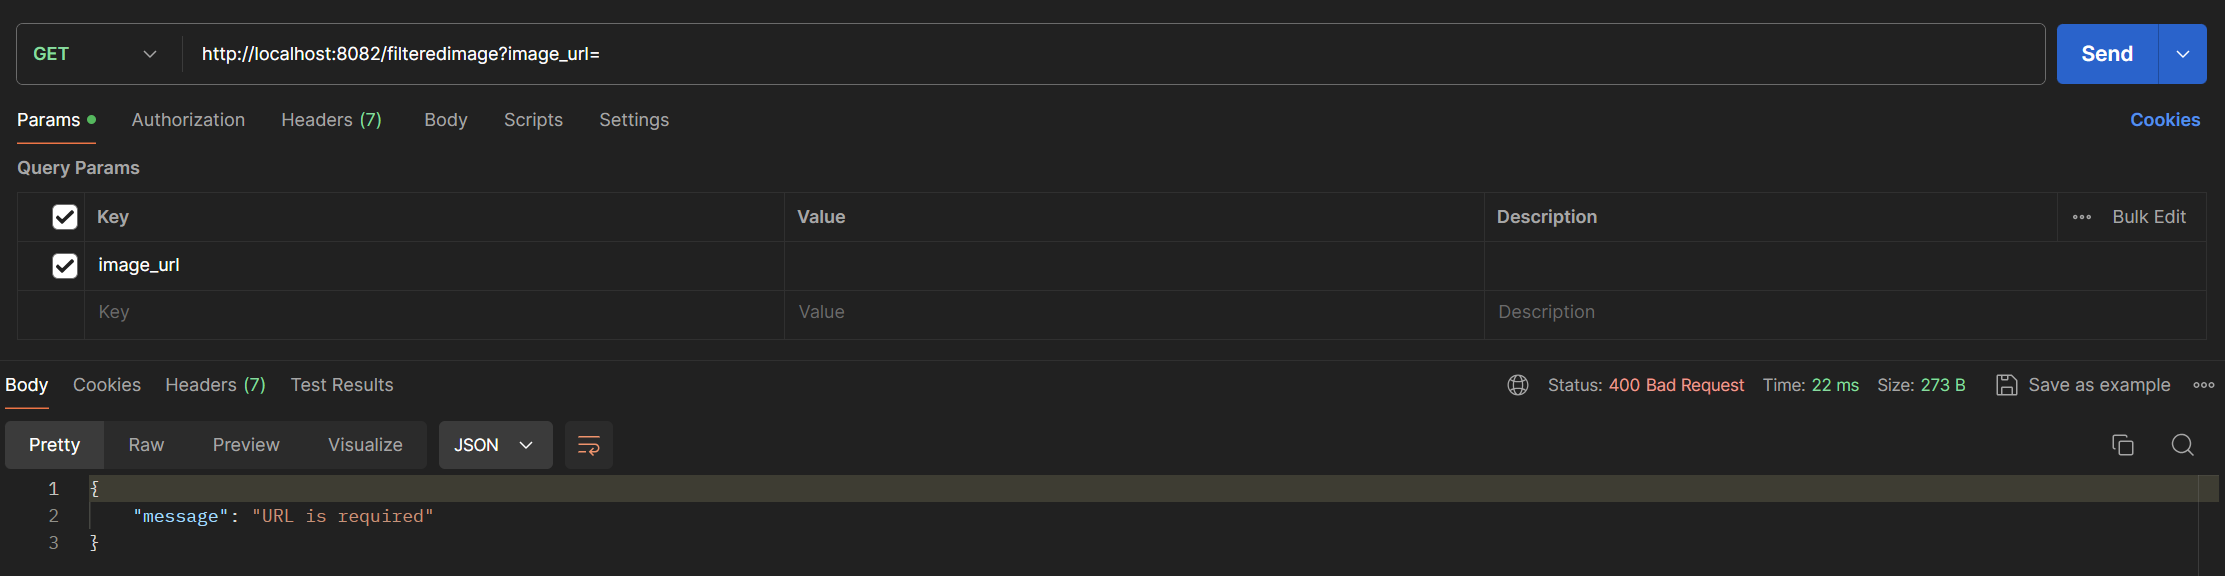 GET http://localhost:8082/filteredimage?image_url= Send
Params Authorization Headers (7) Body Scripts Settings Cookies
Query Params
Key Value Description Bulk Edit
image_url
Key Value Description
Body Cookies Headers (7) Test Results Status: 400 Bad Request Time: 22 ms Size: 273 B Save as example
Pretty Raw Preview Visualize JSON
1 {
2 "message": "URL is required"
3 }